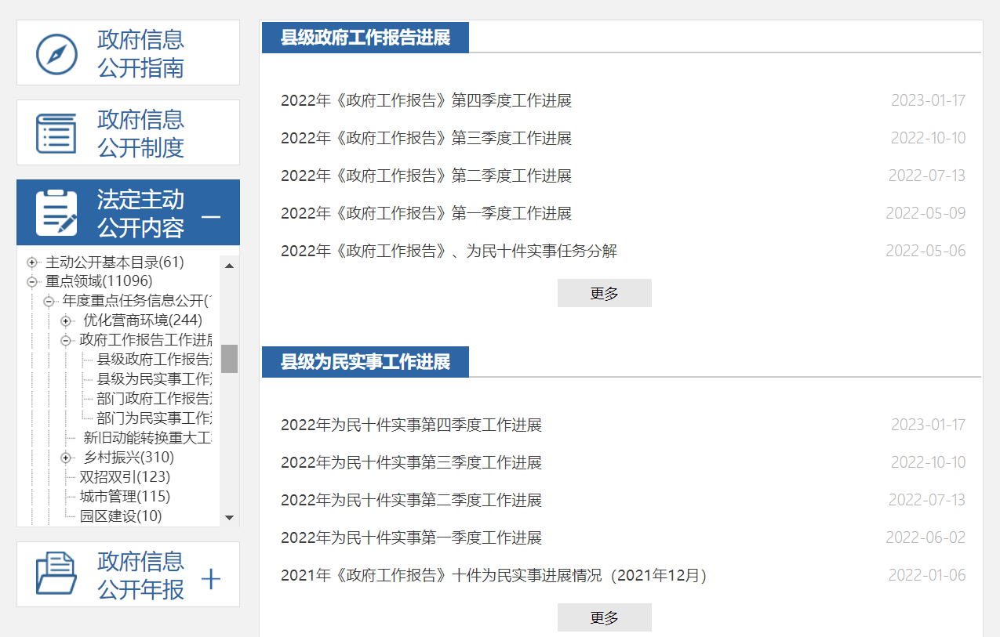 政府信息
公开指南
政府信息
公开制度
法定主动
公开内容
主动公开基本目录(61)
重点领域(11096)
年度重点任务信息公开(
优化营商环境(244)
政府工作报告工作进展
县级政府工作报告
县级为民实事工作
部门政府工作报告
部门为民实事工作
新旧动能转换重大工
乡村振兴(310)
双招双引(123)
城市管理(115)
园区建设(10)
政府信息
公开年报
县级政府工作报告进展
2022年《政府工作报告》第四季度工作进展 2023-01-17
2022年《政府工作报告》第三季度工作进展 2022-10-10
2022年《政府工作报告》第二季度工作进展 2022-07-13
2022年《政府工作报告》第一季度工作进展 2022-05-09
2022年《政府工作报告》、为民十件实事任务分解 2022-05-06
更多
县级为民实事工作进展
2022年为民十件实事第四季度工作进展 2023-01-17
2022年为民十件实事第三季度工作进展 2022-10-10
2022年为民十件实事第二季度工作进展 2022-07-13
2022年为民十件实事第一季度工作进展 2022-06-02
2021年《政府工作报告》十件为民实事进展情况（2021年12月） 2022-01-06
更多